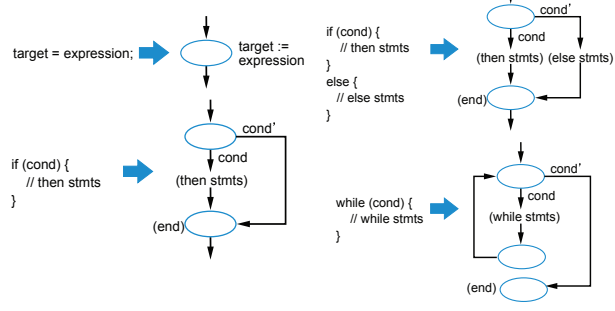 target = expression;
target :=
expression
if (cond) {
// then stmts
}
cond'
cond
(then stmts)
(end)
if (cond) {
// then stmts
}
else {
// else stmts
}
cond'
cond
(then stmts) (else stmts)
(end)
while (cond) {
// while stmts
}
cond'
cond
(while stmts)
(end)